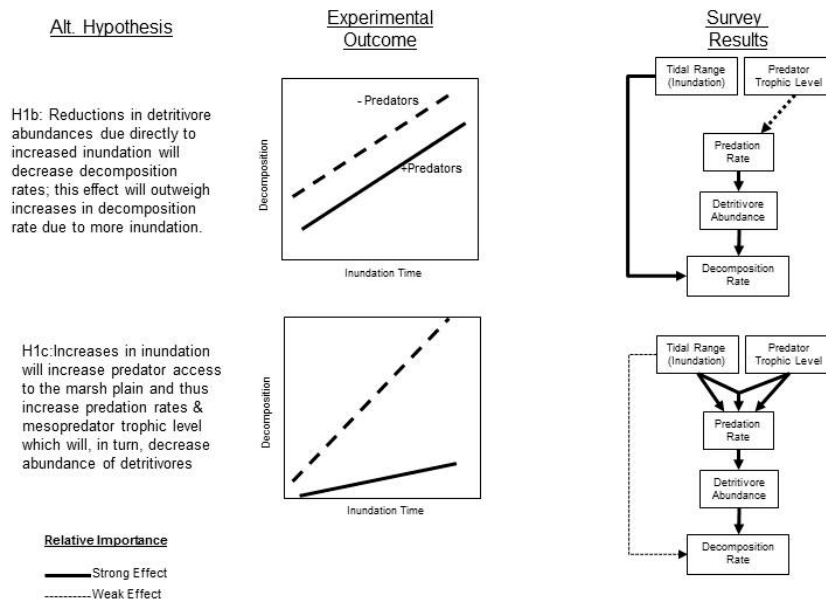 Alt. Hypothesis
Experimental
Outcome
Survey
Results
H1b: Reductions in detritivore
abundances due directly to
increased inundation will
decrease decomposition
rates; this effect will outweigh
increases in decomposition
rate due to more inundation.
Decomposition
- Predators
+Predators
Inundation Time
Tidal Range
(Inundation)
Predator
Trophic Level
Predation
Rate
Detritivore
Abundance
Decomposition
Rate
H1c:Increases in inundation
will increase predator access
to the marsh plain and thus
increase predation rates &
mesopredator trophic level
which will, in turn, decrease
abundance of detritivores
Decomposition
Inundation Time
Tidal Range
(Inundation)
Predator
Trophic Level
Predation
Rate
Detritivore
Abundance
Decomposition
Rate
Relative Importance
Strong Effect
Weak Effect